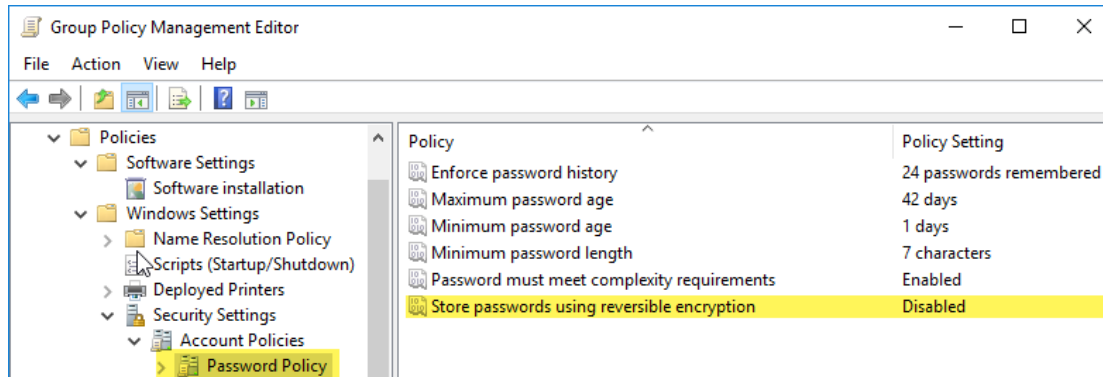 Group Policy Management Editor
File Action View Help
Policies
Software Settings
Software installation
Windows Settings
Name Resolution Policy
Scripts (Startup/Shutdown)
Deployed Printers
Security Settings
Account Policies
Password Policy
Policy Policy Setting
Enforce password history 24 passwords remembered
Maximum password age 42 days
Minimum password age 1 days
Minimum password length 7 characters
Password must meet complexity requirements Enabled
Store passwords using reversible encryption Disabled